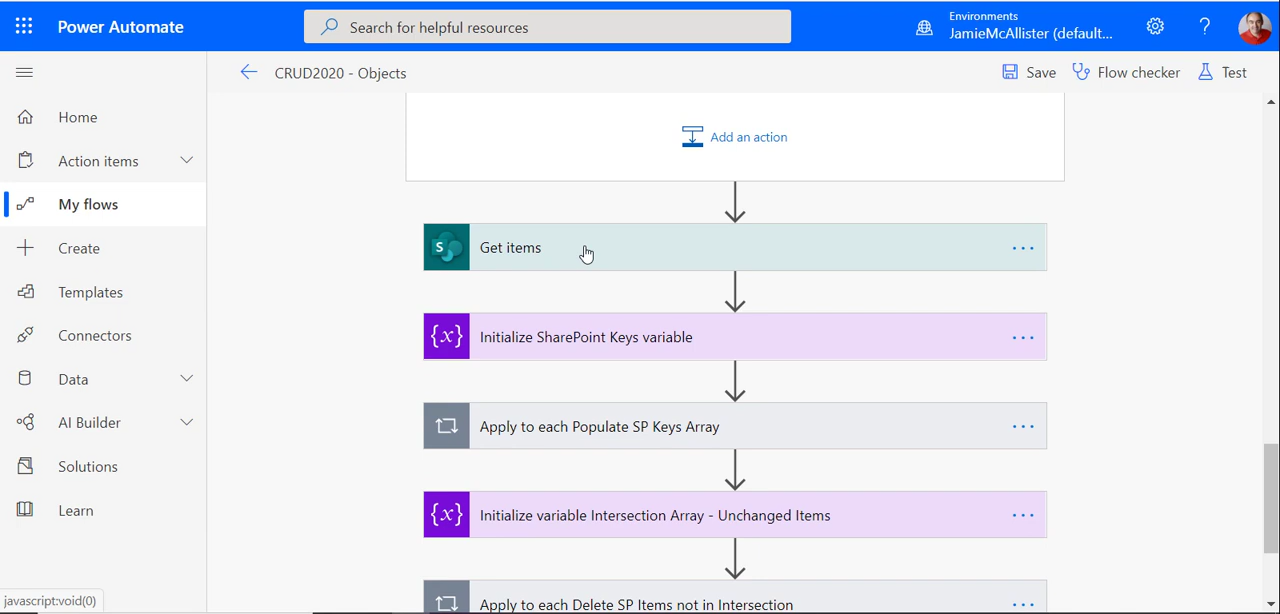 Power Automate
Search for helpful resources
Environments
JamieMcAllister (default...
?
CRUD2020 - Objects
Save
Flow checker
Test
Home
Action items
My flows
Create
Templates
Connectors
Data
AI Builder
Solutions
Learn
Add an action
S
Get items
{x}
Initialize SharePoint Keys variable
Apply to each Populate SP Keys Array
{x}
Initialize variable Intersection Array - Unchanged Items
Apply to each Delete SP Items not in Intersection
javascript:void(0)